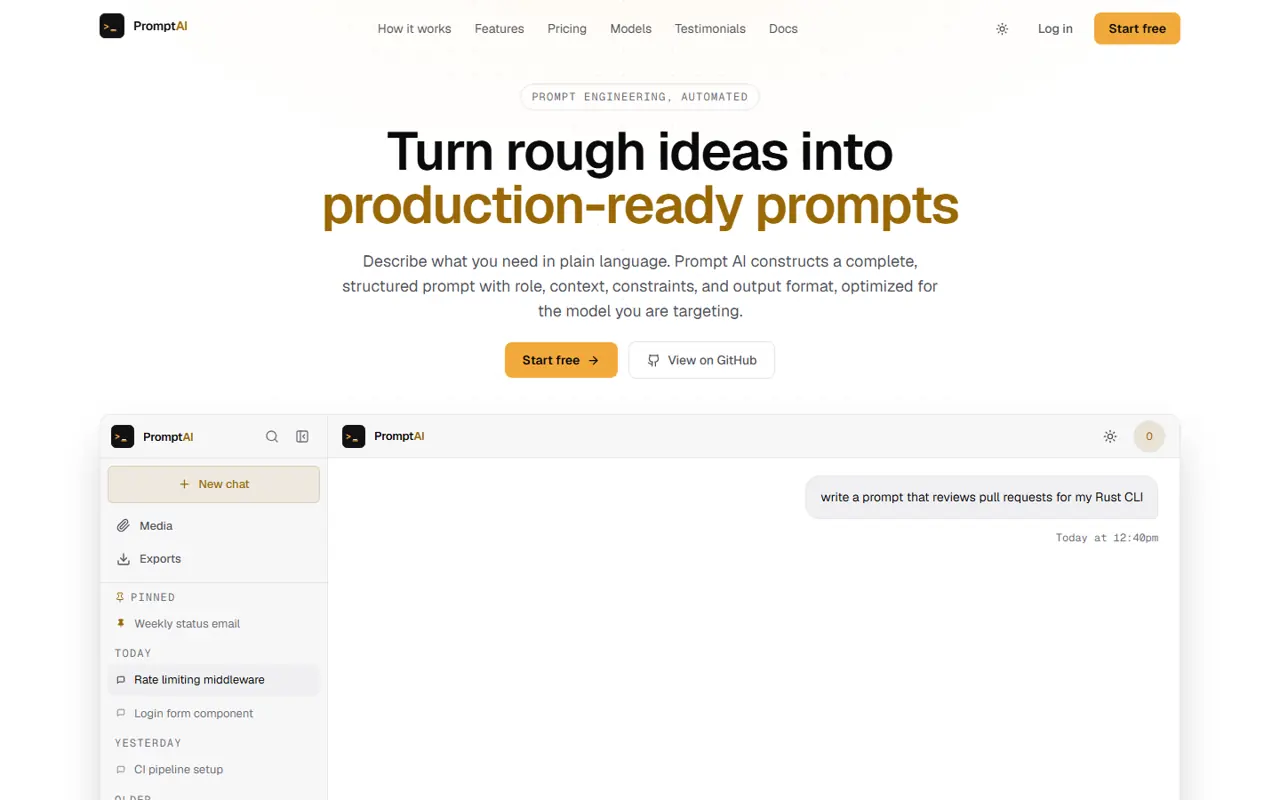 >_ PromptAI
How it works Features Pricing Models Testimonials Docs
Log in Start free
PROMPT ENGINEERING, AUTOMATED
Turn rough ideas into
production-ready prompts
Describe what you need in plain language. Prompt AI constructs a complete,
structured prompt with role, context, constraints, and output format, optimized for
the model you are targeting.
Start free → View on GitHub
>_ PromptAI
>_ PromptAI
0
+ New chat
Media
Exports
PINNED
Weekly status email
TODAY
Rate limiting middleware
Login form component
YESTERDAY
CI pipeline setup
OLDER
write a prompt that reviews pull requests for my Rust CLI
Today at 12:40pm